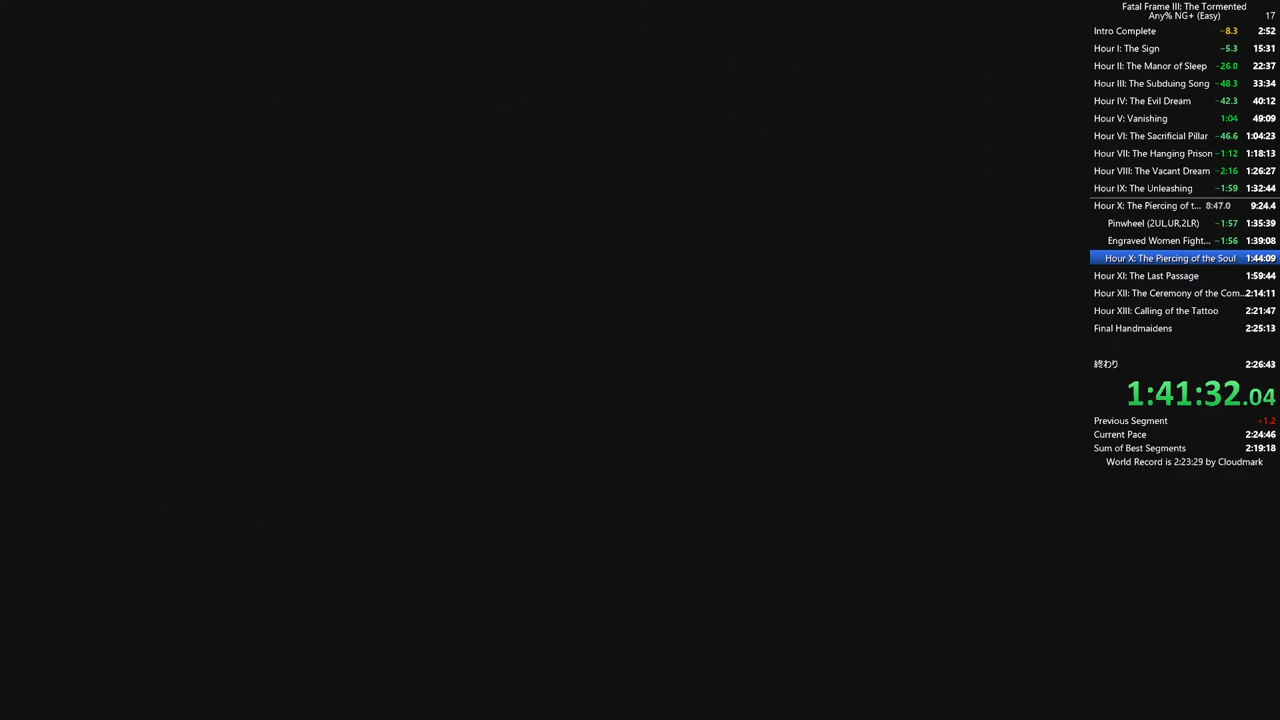 Fatal Frame III: The Tormented
Any% NG+ (Easy) 17
Intro Complete −8.3 2:52
Hour I: The Sign −5.3 15:31
Hour II: The Manor of Sleep −26.0 22:37
Hour III: The Subduing Song −48.3 33:34
Hour IV: The Evil Dream −42.3 40:12
Hour V: Vanishing 1:04 49:09
Hour VI: The Sacrificial Pillar −46.6 1:04:23
Hour VII: The Hanging Prison −1:12 1:18:13
Hour VIII: The Vacant Dream −2:16 1:26:27
Hour IX: The Unleashing −1:59 1:32:44
Hour X: The Piercing of t... 8:47.0 9:24.4
Pinwheel (2UL,UR,2LR) −1:57 1:35:39
Engraved Women Fight... −1:56 1:39:08
Hour X: The Piercing of the Soul 1:44:09
Hour XI: The Last Passage 1:59:44
Hour XII: The Ceremony of the Com... 2:14:11
Hour XIII: Calling of the Tattoo 2:21:47
Final Handmaidens 2:25:13
終わり 2:26:43
1:41:32.04
Previous Segment +1.2
Current Pace 2:24:46
Sum of Best Segments 2:19:18
World Record is 2:23:29 by Cloudmark